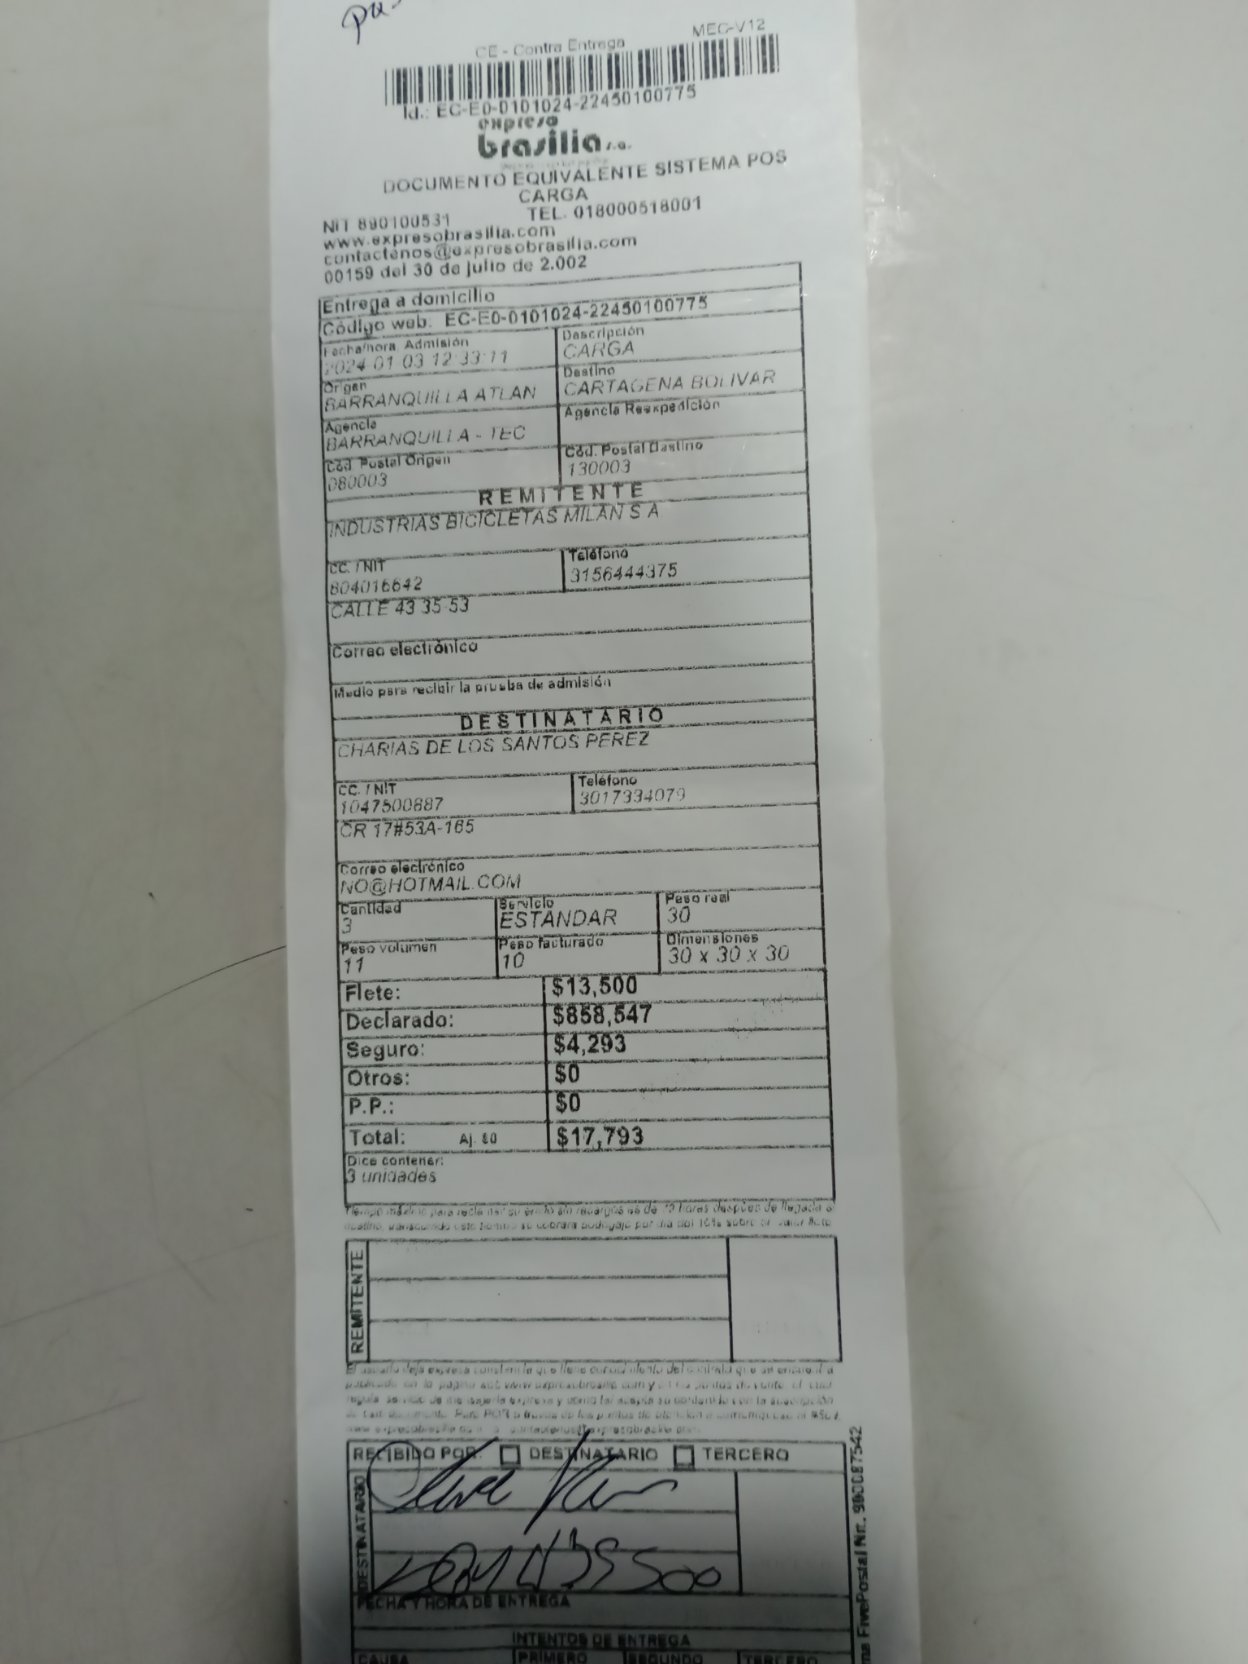 CE - Contra Entrega
MEC-V12
Id.: EC-E0-0101024-22450100775
expreso
brasilia s.a.
DOCUMENTO EQUIVALENTE SISTEMA POS
CARGA
NIT 890100531 TEL. 018000518001
www.expresobrasilia.com
contactenos@expresobrasilia.com
00159 del 30 de julio de 2.002
Entrega a domicilio
Código web: EC-E0-0101024-22450100775
Fecha/hora Admisión Descripción
2024 01 03 12:33:11 CARGA
Origen Destino
BARRANQUILLA ATLAN CARTAGENA BOLIVAR
Agencia Agencia Reexpedición
BARRANQUILLA - TEC
Cód. Postal Origen Cód. Postal Destino
080003 130003
REMITENTE
INDUSTRIAS BICICLETAS MILAN S A
CC. / NIT Teléfono
804016642 3156444375
CALLE 43 35 53
Correo electrónico
Medio para recibir la prueba de admisión
DESTINATARIO
CHARIAS DE LOS SANTOS PEREZ
CC. / NIT Teléfono
1047500887 3017334079
CR 17#53A-165
Correo electrónico
NO@HOTMAIL.COM
Cantidad Servicio Peso real
3 ESTANDAR 30
Peso volumen Peso facturado Dimensiones
11 10 30 x 30 x 30
Flete: $13,500
Declarado: $858,547
Seguro: $4,293
Otros: $0
P.P.: $0
Total: Aj. $0 $17,793
Dice contener:
3 unidades
REMITENTE
RECIBIDO POR: DESTINATARIO TERCERO
DESTINATARIO
FECHA Y HORA DE ENTREGA
INTENTOS DE ENTREGA
CAUSA PRIMERO SEGUNDO TERCERO
FivePostal Nit. 900087542